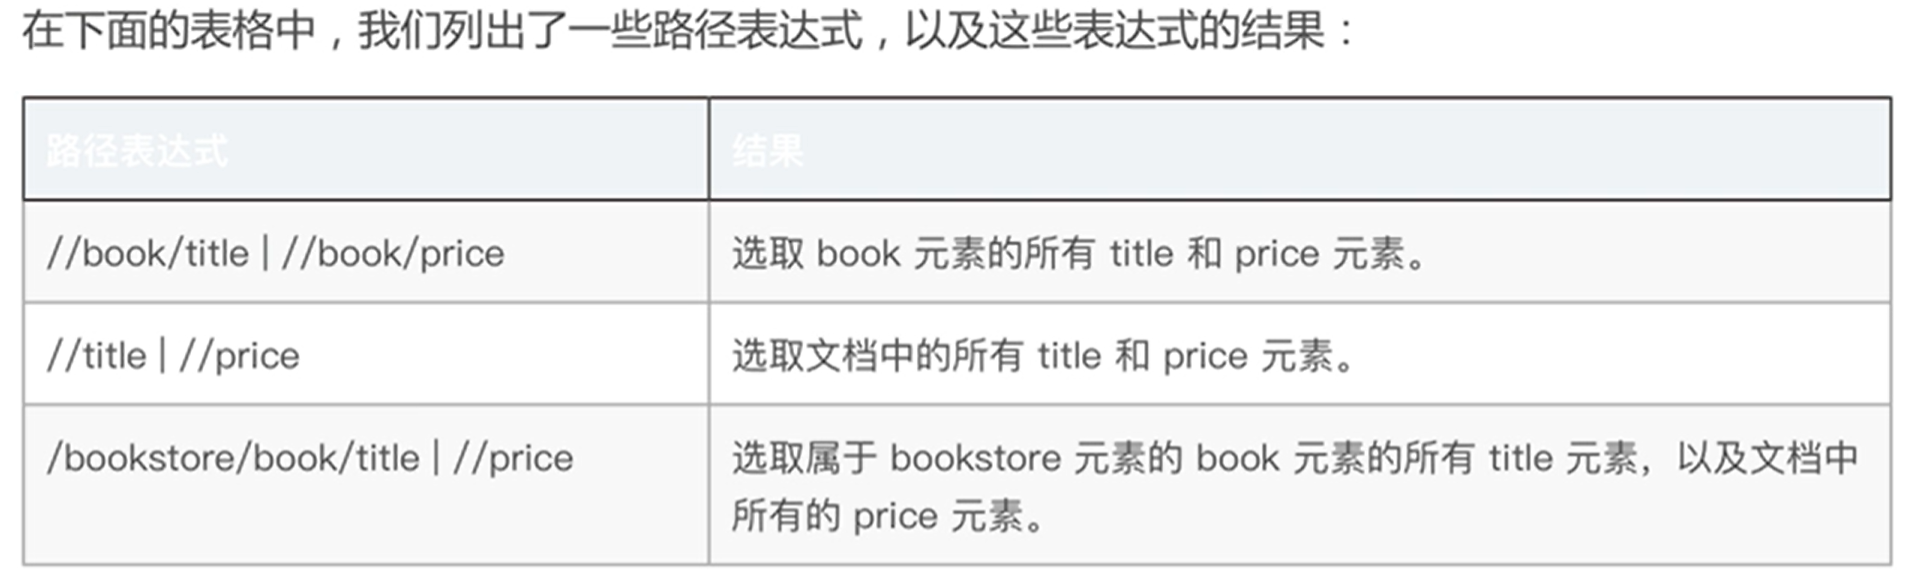 在下面的表格中，我们列出了一些路径表达式，以及这些表达式的结果：
路径表达式 结果
//book/title | //book/price 选取 book 元素的所有 title 和 price 元素。
//title | //price 选取文档中的所有 title 和 price 元素。
/bookstore/book/title | //price 选取属于 bookstore 元素的 book 元素的所有 title 元素，以及文档中
所有的 price 元素。